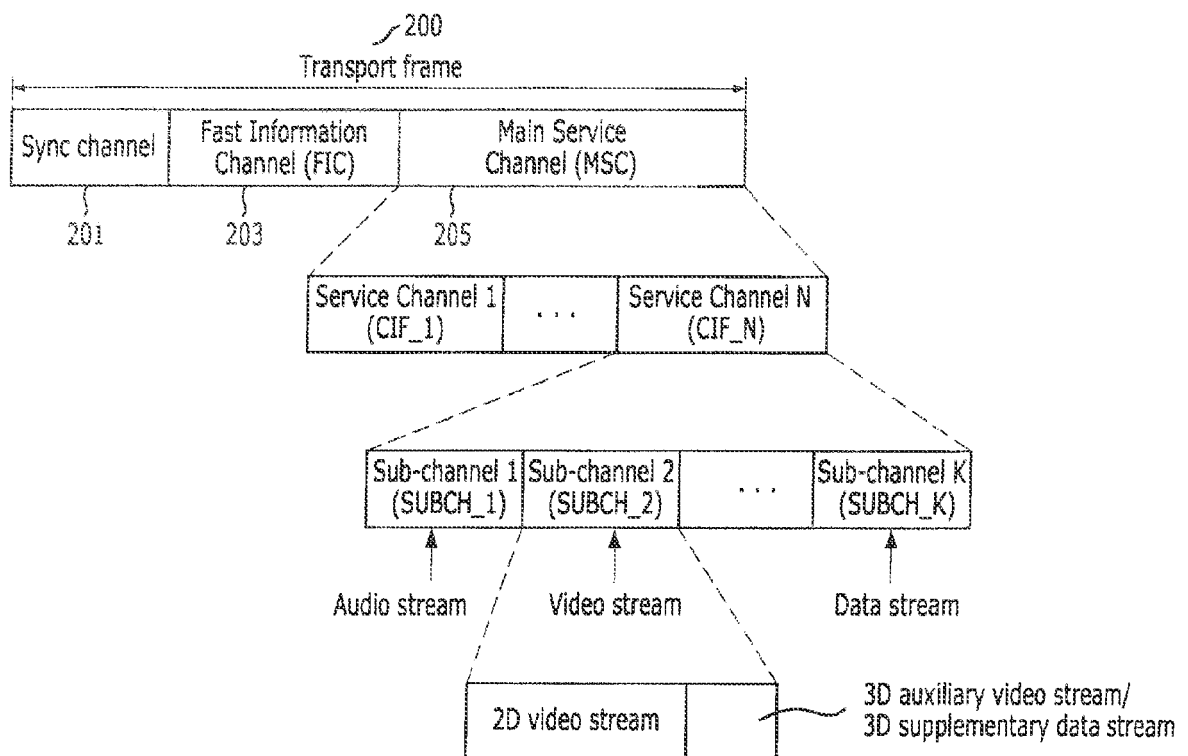 200
Transport frame
Sync channel
Fast Information
Channel (FIC)
Main Service
Channel (MSC)
201
203
205
Service Channel 1
(CIF_1)
...
Service Channel N
(CIF_N)
Sub-channel 1
(SUBCH_1)
Sub-channel 2
(SUBCH_2)
...
Sub-channel K
(SUBCH_K)
Audio stream
Video stream
Data stream
2D video stream
3D auxiliary video stream/
3D supplementary data stream